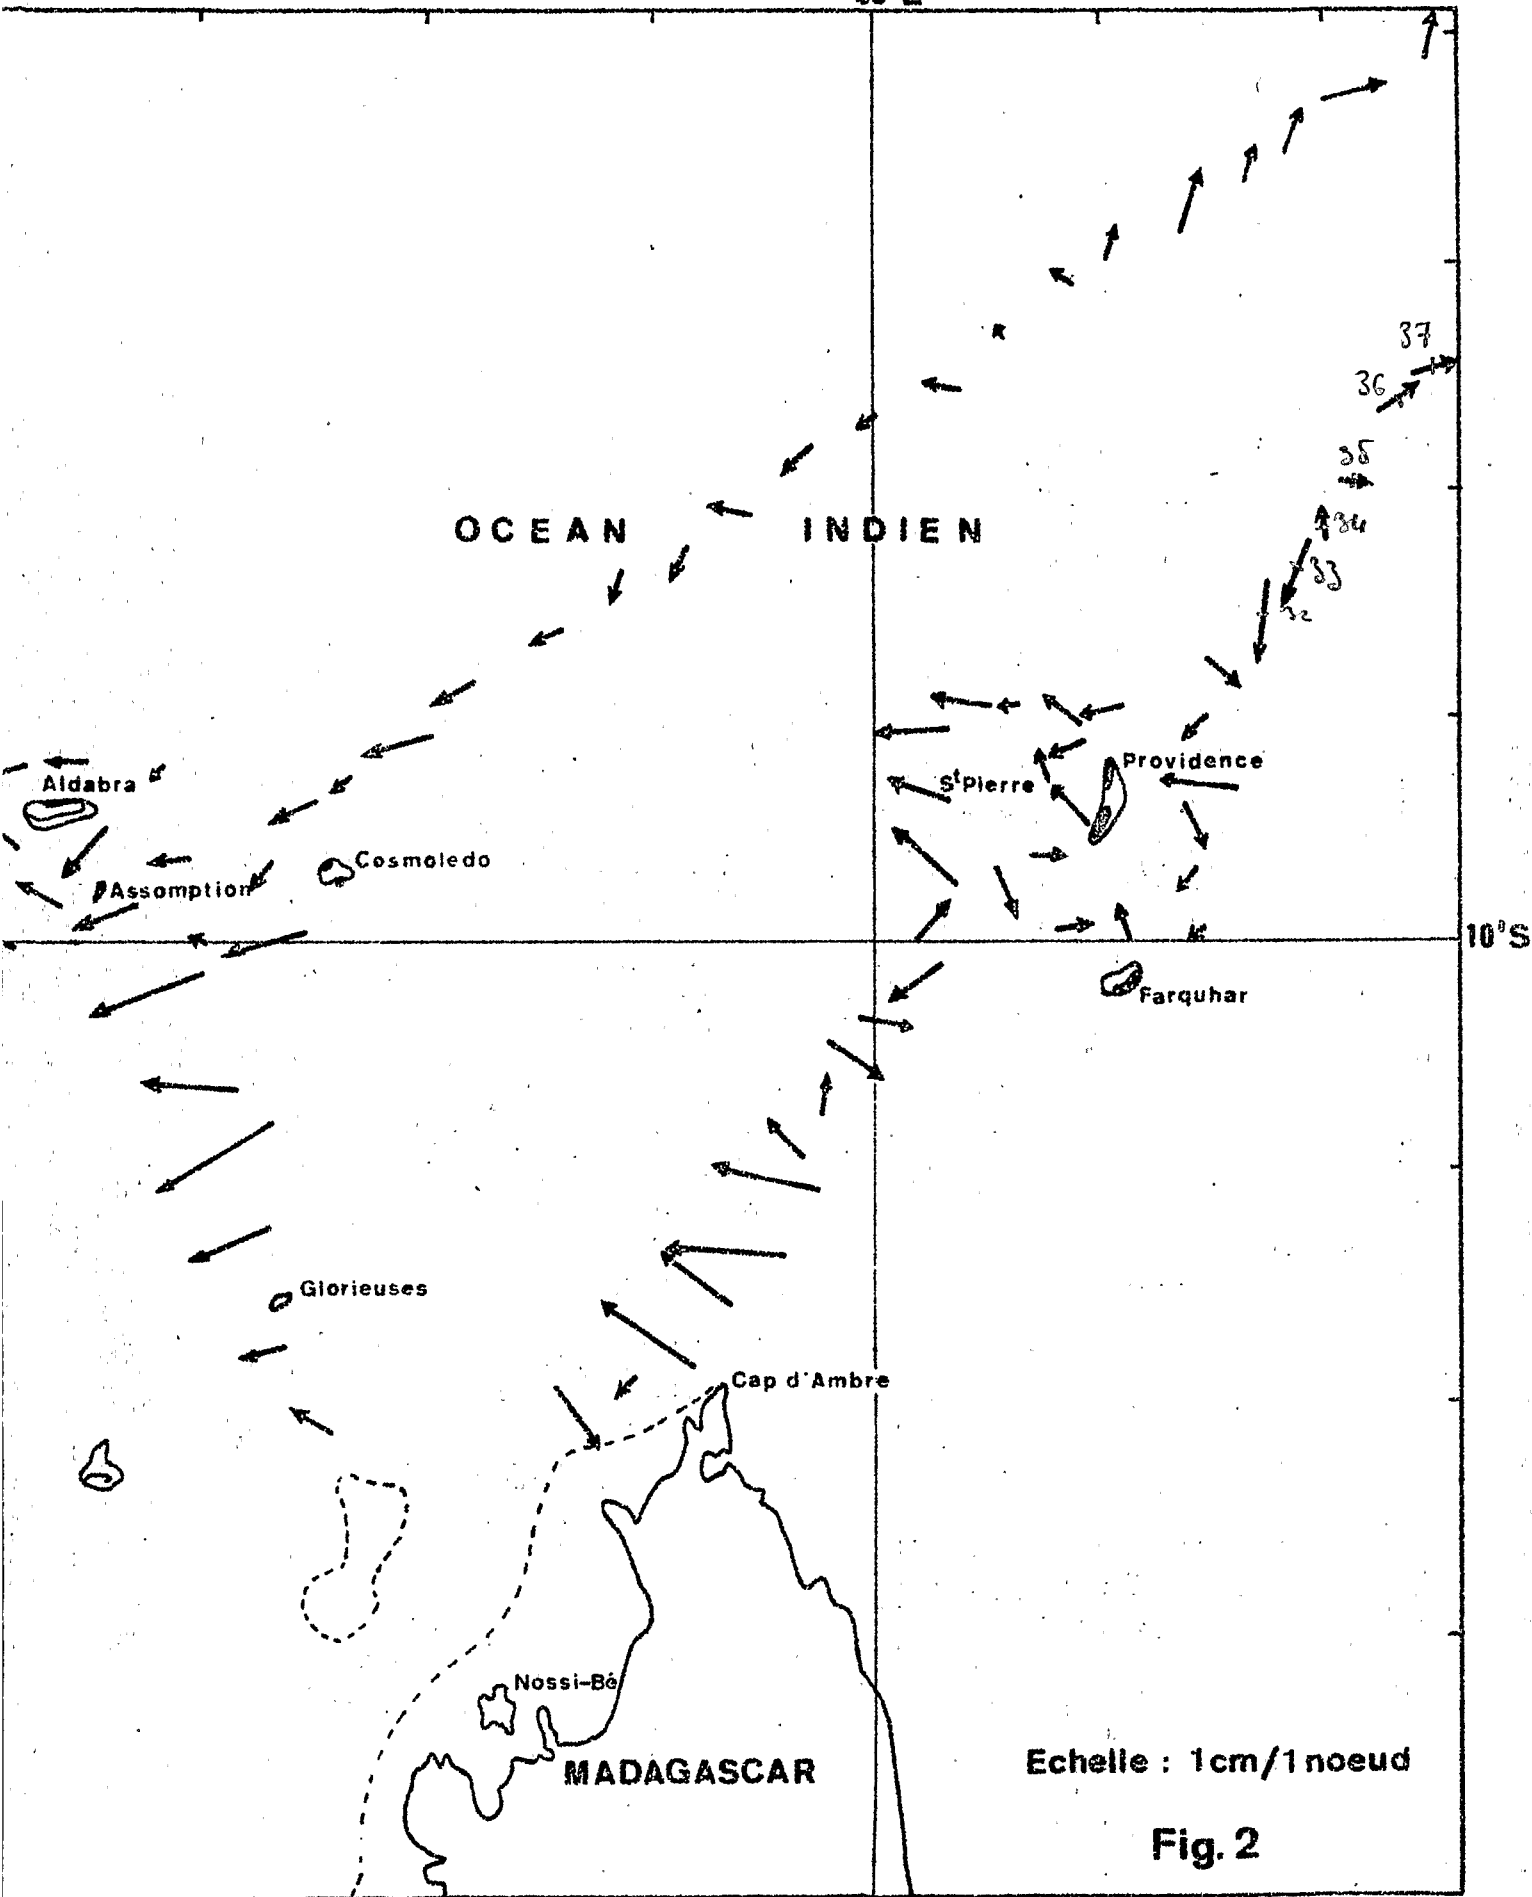 37
36
35
OCEAN INDIEN
34
33
32
Providence
St Pierre
Aldabra
Cosmoledo
Assomption
10°S
Farquhar
Glorieuses
Cap d'Ambre
Nossi-Bé
MADAGASCAR
Echelle : 1cm/1noeud
Fig. 2